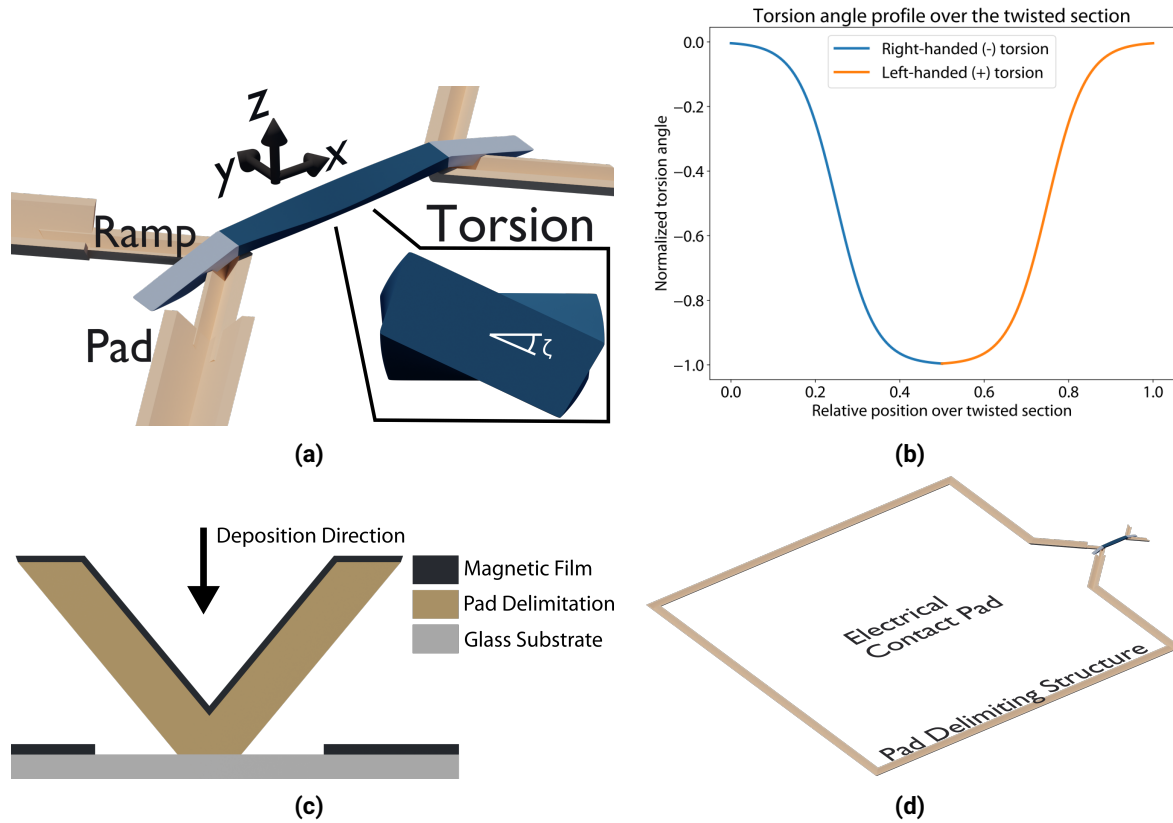 z
y
x
Ramp
Torsion
Pad
ζ
(a)
Torsion angle profile over the twisted section
Right-handed (-) torsion
Left-handed (+) torsion
Normalized torsion angle
0.0
−0.2
−0.4
−0.6
−0.8
−1.0
0.0 0.2 0.4 0.6 0.8 1.0
Relative position over twisted section
(b)
Deposition Direction
Magnetic Film
Pad Delimitation
Glass Substrate
(c)
Electrical
Contact Pad
Pad Delimiting Structure
(d)